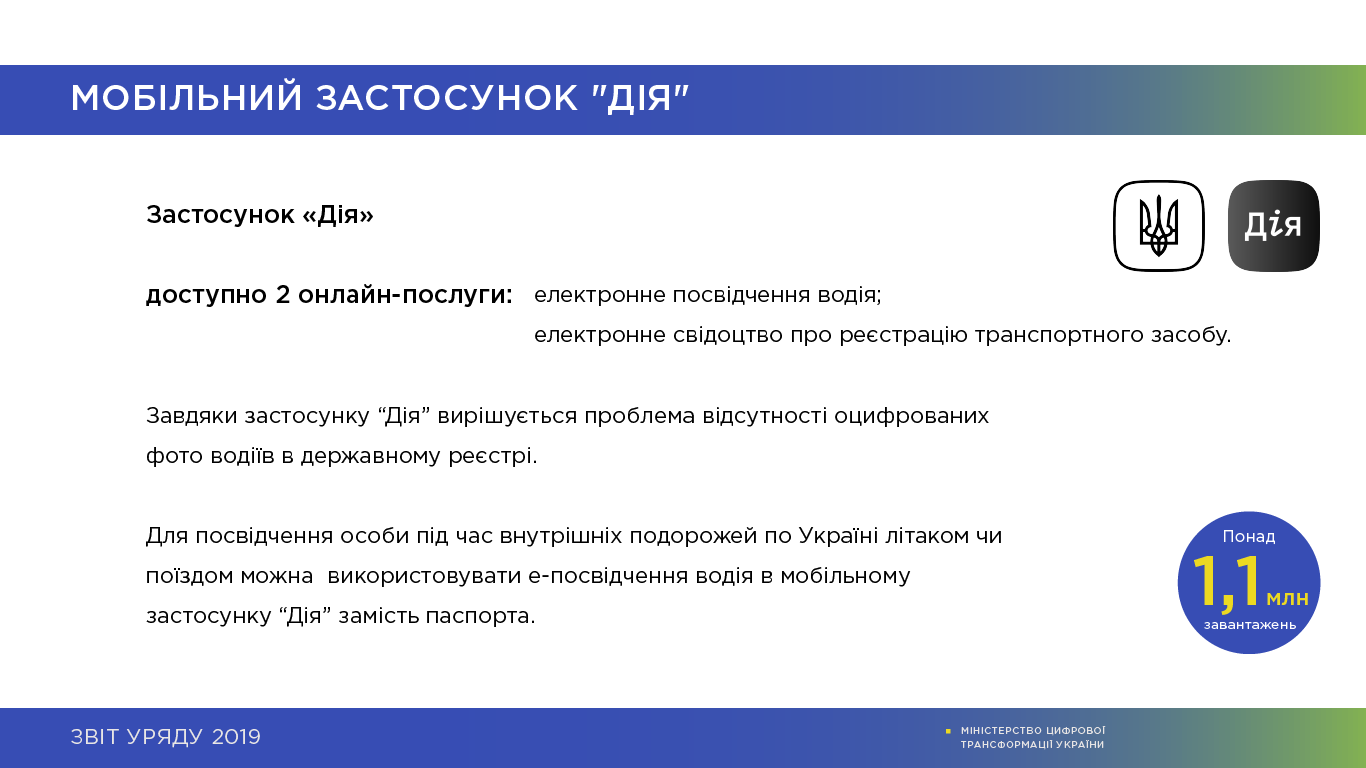 МОБІЛЬНИЙ ЗАСТОСУНОК "ДІЯ"
Застосунок «Дія»
Дія
доступно 2 онлайн-послуги: електронне посвідчення водія;
електронне свідоцтво про реєстрацію транспортного засобу.
Завдяки застосунку “Дія” вирішується проблема відсутності оцифрованих
фото водіїв в державному реєстрі.
Для посвідчення особи під час внутрішніх подорожей по Україні літаком чи
поїздом можна  використовувати е-посвідчення водія в мобільному
застосунку “Дія” замість паспорта.
Понад
1,1 млн
завантажень
ЗВІТ УРЯДУ 2019
МІНІСТЕРСТВО ЦИФРОВОЇ
ТРАНСФОРМАЦІЇ УКРАЇНИ